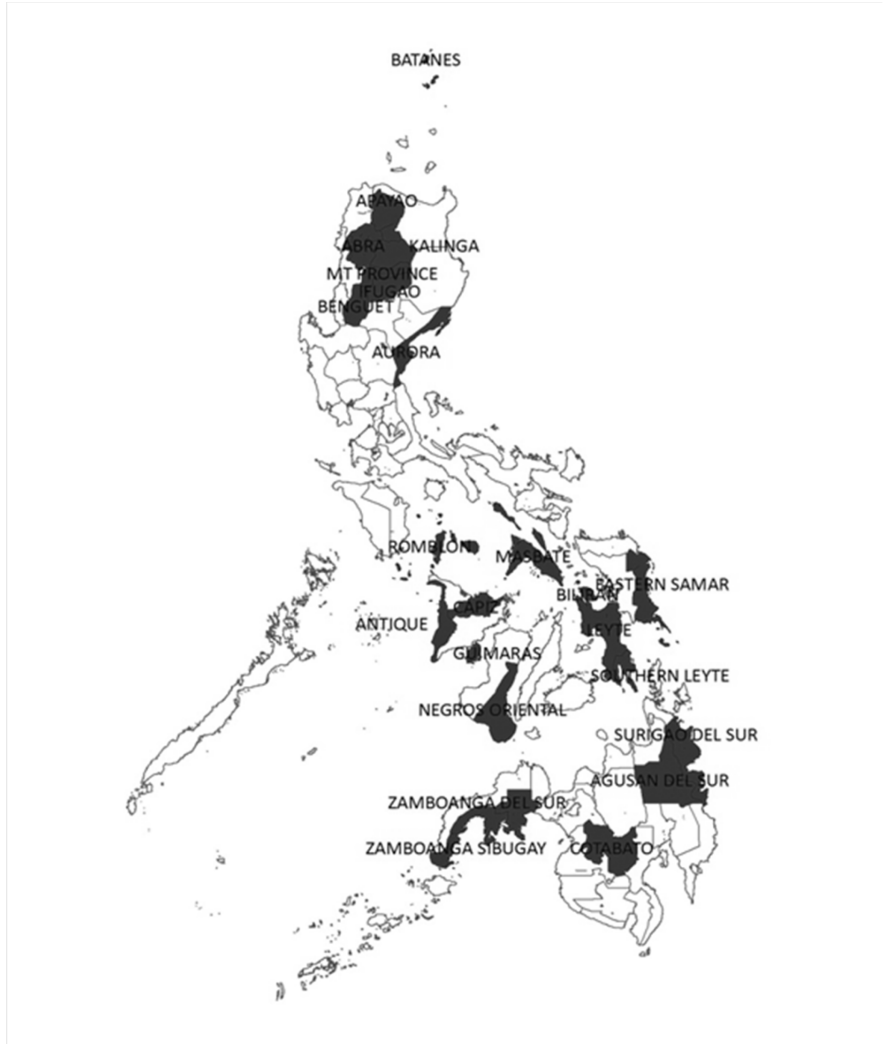 BATANES
APAYAO
ABRA
KALINGA
MT PROVINCE
IFUGAO
BENGUET
AURORA
ROMBLON
MASBATE
EASTERN SAMAR
BILIRAN
CAPIZ
ANTIQUE
LEYTE
GUIMARAS
SOUTHERN LEYTE
NEGROS ORIENTAL
SURIGAO DEL SUR
AGUSAN DEL SUR
ZAMBOANGA DEL SUR
ZAMBOANGA SIBUGAY
COTABATO